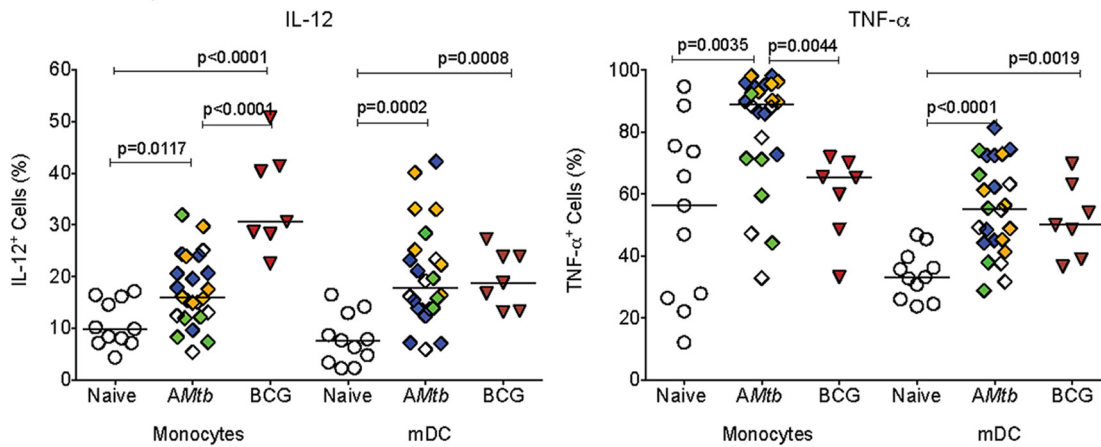 IL-12
p<0.0001
p<0.0001
p=0.0117
p=0.0008
p=0.0002
IL-12+ Cells (%)
60
50
40
30
20
10
0
Naive AMtb BCG Naive AMtb BCG
Monocytes mDC
TNF-α
p=0.0035 p=0.0044
p=0.0019
p<0.0001
TNF-α+ Cells (%)
100
80
60
40
20
0
Naive AMtb BCG Naive AMtb BCG
Monocytes mDC